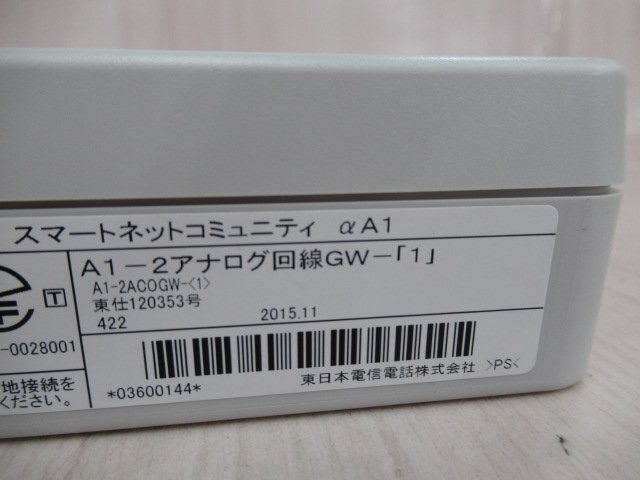 スマートネットコミュニティ αA1
A1-2アナログ回線GW-「1」
A1-2ACOGW-<1>
東仕120353号
422 2015.11
T
-0028001
地接続を
ください。
*03600144*
東日本電信電話株式会社 >PS<